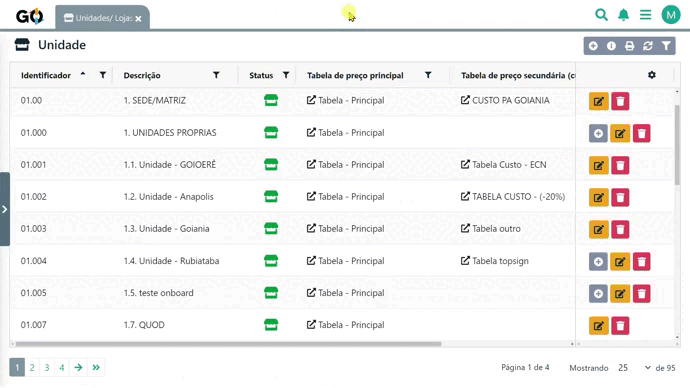 GO Unidades/ Lojas M
Unidade
Identificador Descrição Status Tabela de preço principal Tabela de preço secundária (cu
01.00 1. SEDE/MATRIZ Tabela - Principal CUSTO PA GOIANIA
01.000 1. UNIDADES PROPRIAS Tabela - Principal
01.001 1.1. Unidade - GOIOERÊ Tabela - Principal Tabela Custo - ECN
01.002 1.2. Unidade - Anapolis Tabela - Principal TABELA CUSTO - (-20%)
01.003 1.3. Unidade - Goiania Tabela - Principal Tabela outro
01.004 1.4. Unidade - Rubiataba Tabela - Principal Tabela topsign
01.005 1.5. teste onboard Tabela - Principal
01.007 1.7. QUOD Tabela - Principal
1 2 3 4 Página 1 de 4 Mostrando 25 de 95